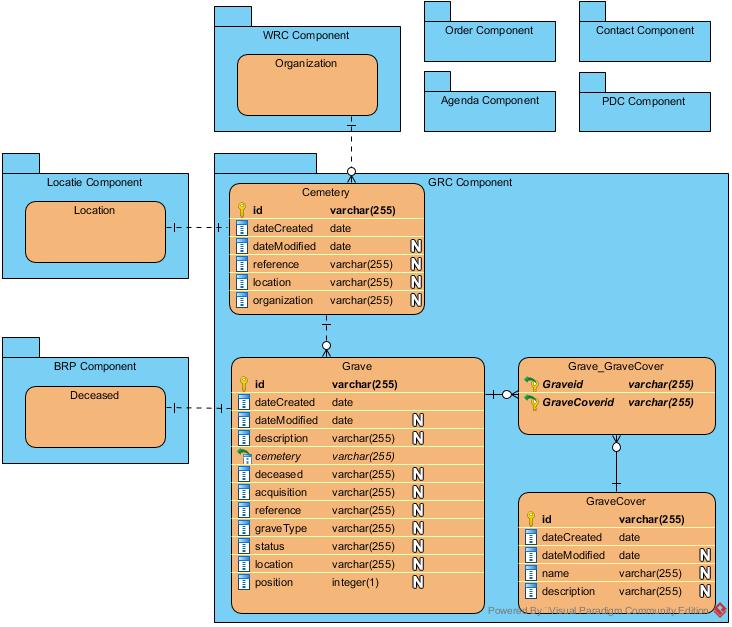 WRC Component
Organization
Order Component
Contact Component
Agenda Component
PDC Component
Locatie Component
Location
GRC Component
Cemetery
id varchar(255)
dateCreated date
dateModified date N
reference varchar(255) N
location varchar(255) N
organization varchar(255) N
BRP Component
Deceased
Grave
id varchar(255)
dateCreated date
dateModified date N
description varchar(255) N
cemetery varchar(255)
deceased varchar(255) N
acquisition varchar(255) N
reference varchar(255) N
graveType varchar(255) N
status varchar(255) N
location varchar(255) N
position integer(1) N
Grave_GraveCover
Graveid varchar(255)
GraveCoverid varchar(255)
GraveCover
id varchar(255)
dateCreated date
dateModified date N
name varchar(255) N
description varchar(255) N
Powered By Visual Paradigm Community Edition